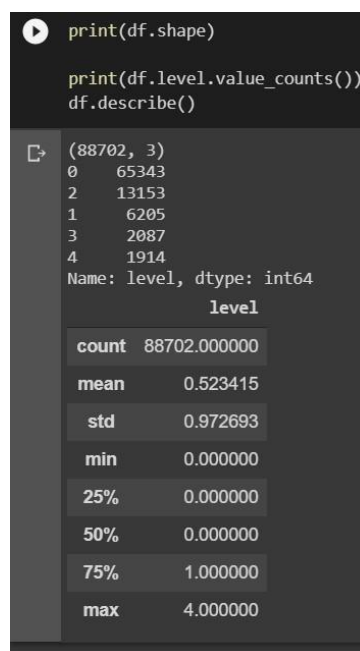 print(df.shape)
print(df.level.value_counts())
df.describe()
(88702, 3)
0 65343
2 13153
1 6205
3 2087
4 1914
Name: level, dtype: int64
level
count 88702.000000
mean 0.523415
std 0.972693
min 0.000000
25% 0.000000
50% 0.000000
75% 1.000000
max 4.000000